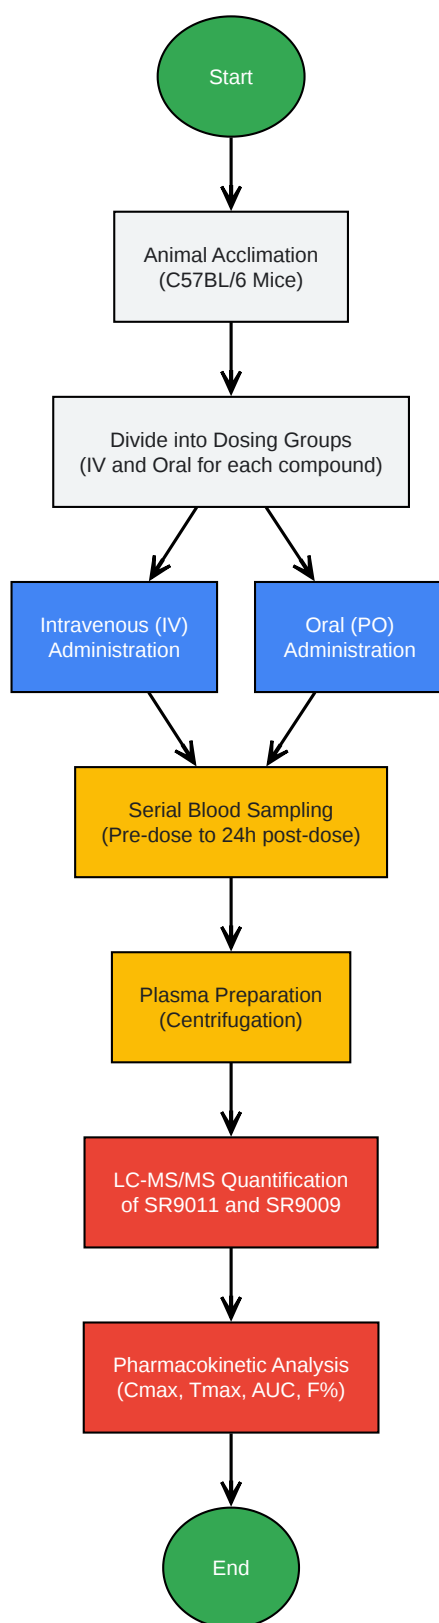 Start
Animal Acclimation
(C57BL/6 Mice)
Divide into Dosing Groups
(IV and Oral for each compound)
Intravenous (IV)
Administration
Oral (PO)
Administration
Serial Blood Sampling
(Pre-dose to 24h post-dose)
Plasma Preparation
(Centrifugation)
LC-MS/MS Quantification
of SR9011 and SR9009
Pharmacokinetic Analysis
(Cmax, Tmax, AUC, F%)
End